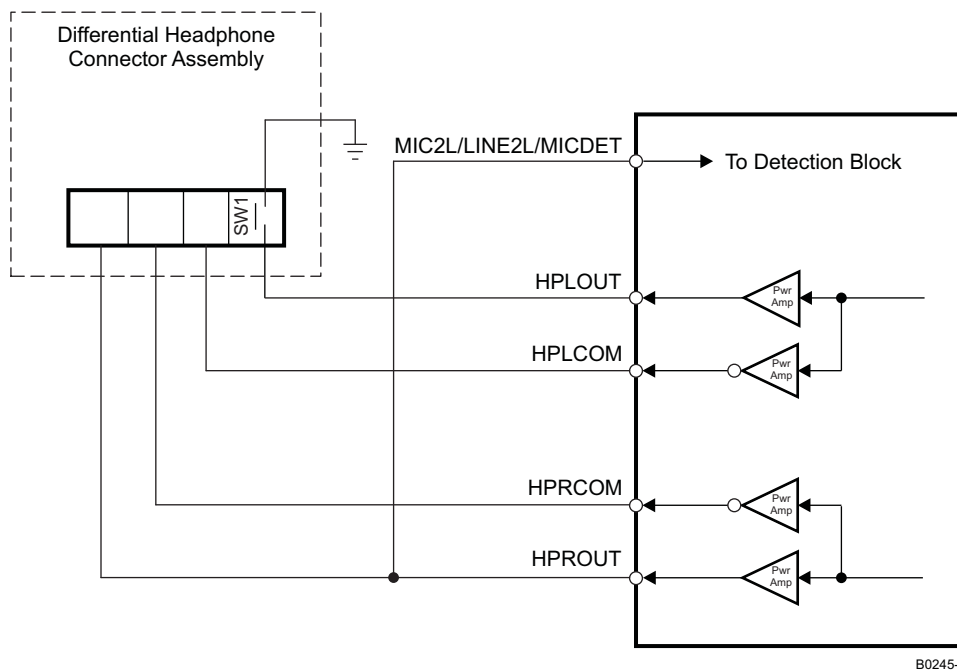 Differential Headphone
Connector Assembly
MIC2L/LINE2L/MICDET
To Detection Block
SW1
HPLOUT
Pwr
Amp
HPLCOM
Pwr
Amp
HPRCOM
Pwr
Amp
HPROUT
Pwr
Amp
B0245-